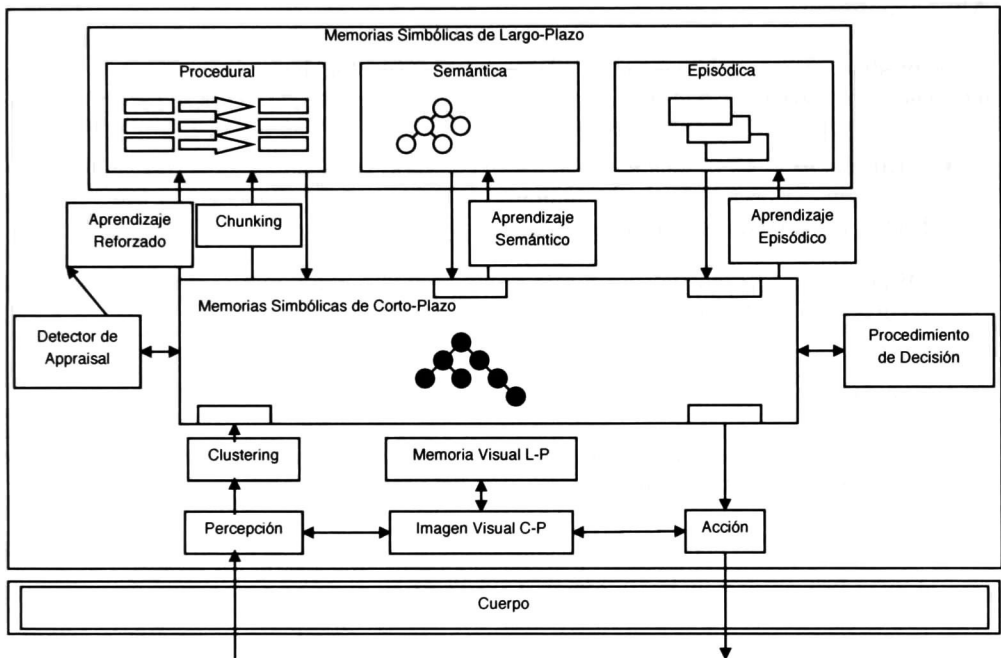 Memorias Simbólicas de Largo-Plazo
Procedural
Semántica
Episódica
Aprendizaje
Reforzado
Chunking
Aprendizaje
Semántico
Aprendizaje
Episódico
Memorias Simbólicas de Corto-Plazo
Detector de
Appraisal
Procedimiento
de Decisión
Clustering
Memoria Visual L-P
Percepción
Imagen Visual C-P
Acción
Cuerpo